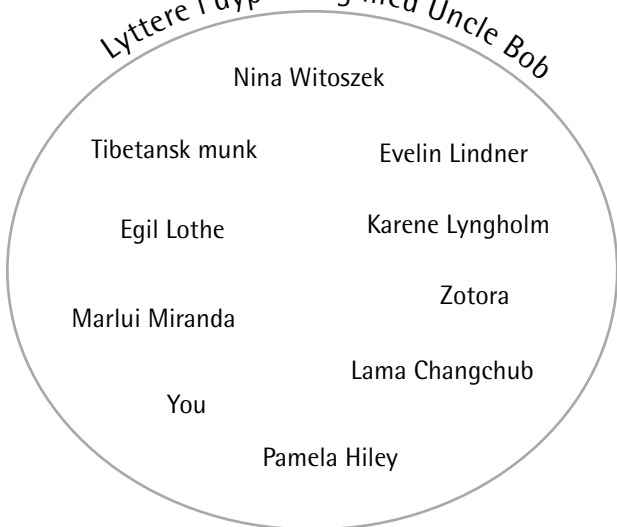 Lyttere i med Uncle Bob
Nina Witoszek
Tibetansk munk
Evelin Lindner
Egil Lothe
Karene Lyngholm
Zotora
Marlui Miranda
Lama Changchub
You
Pamela Hiley